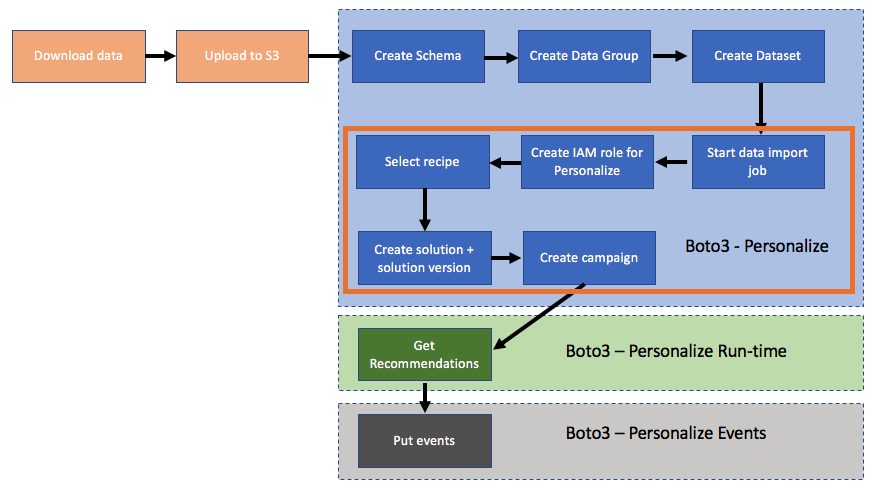 Download data
Upload to S3
Create Schema
Create Data Group
Create Dataset
Start data import
job
Create IAM role for
Personalize
Select recipe
Create solution +
solution version
Create campaign
Boto3 - Personalize
Get
Recommendations
Boto3 – Personalize Run-time
Put events
Boto3 – Personalize Events